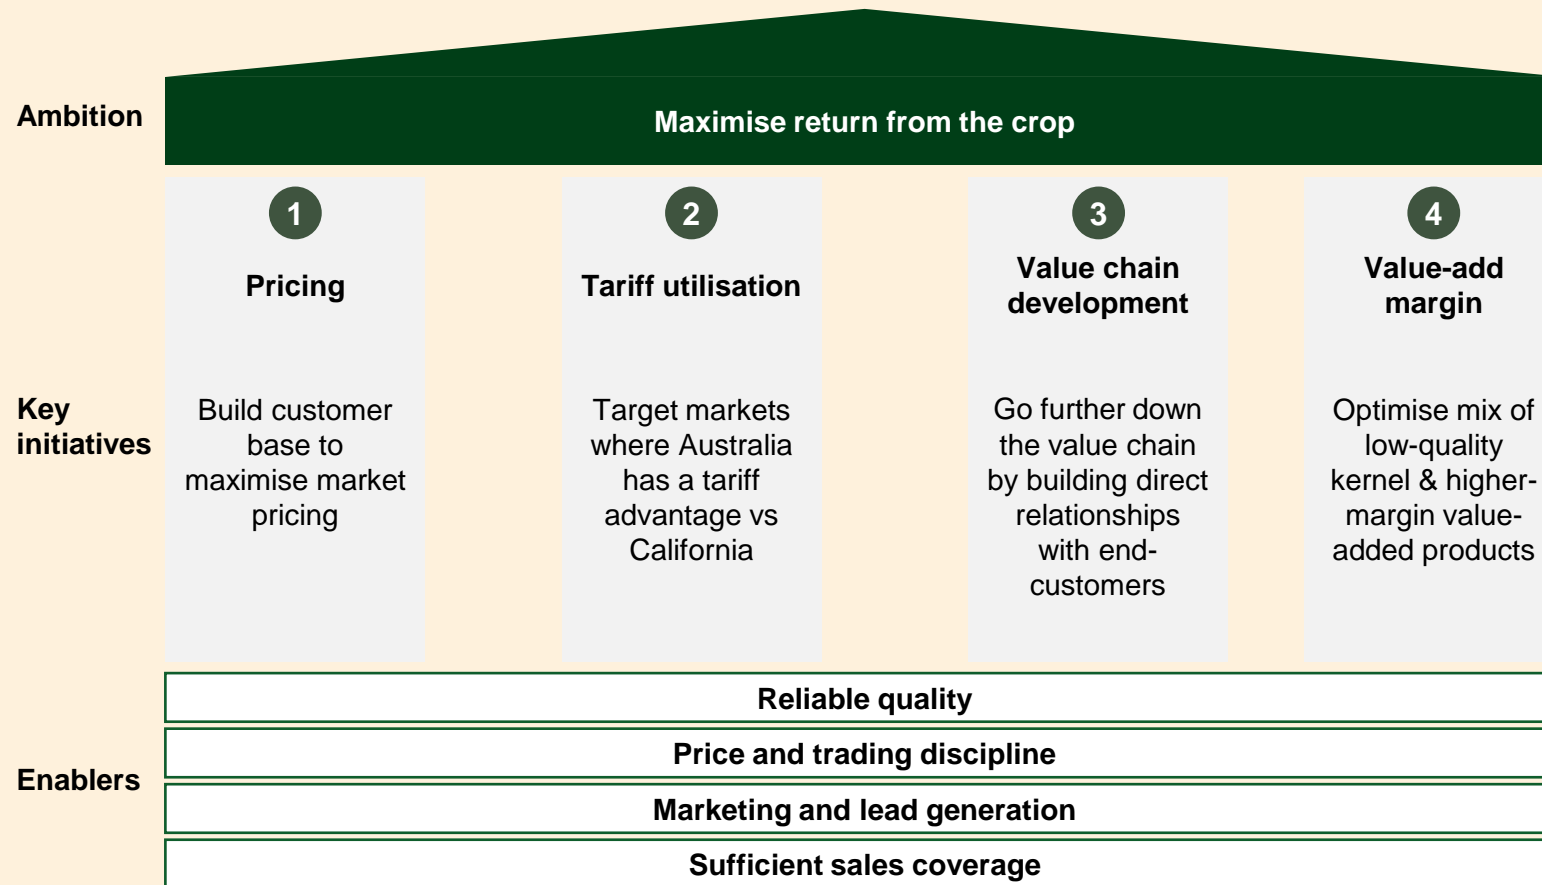 Ambition
Maximise return from the crop
1
2
3
4
Pricing
Tariff utilisation
Value chain
development
Value-add
margin
Key
initiatives
Build customer
base to
maximise market
pricing
Target markets
where Australia
has a tariff
advantage vs
California
Go further down
the value chain
by building direct
relationships
with end-
customers
Optimise mix of
low-quality
kernel & higher-
margin value-
added products
Enablers
Reliable quality
Price and trading discipline
Marketing and lead generation
Sufficient sales coverage